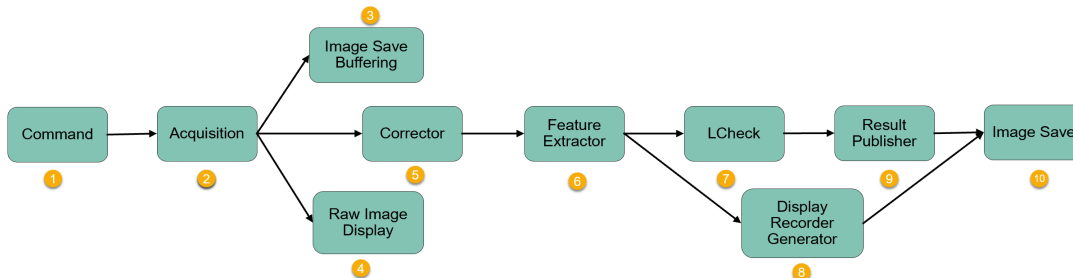 Command
1
Acquisition
2
3
Image Save
Buffering
Corrector
5
Raw Image
Display
4
Feature
Extractor
6
LCheck
7
Display
Recorder
Generator
8
Result
Publisher
9
Image Save
10